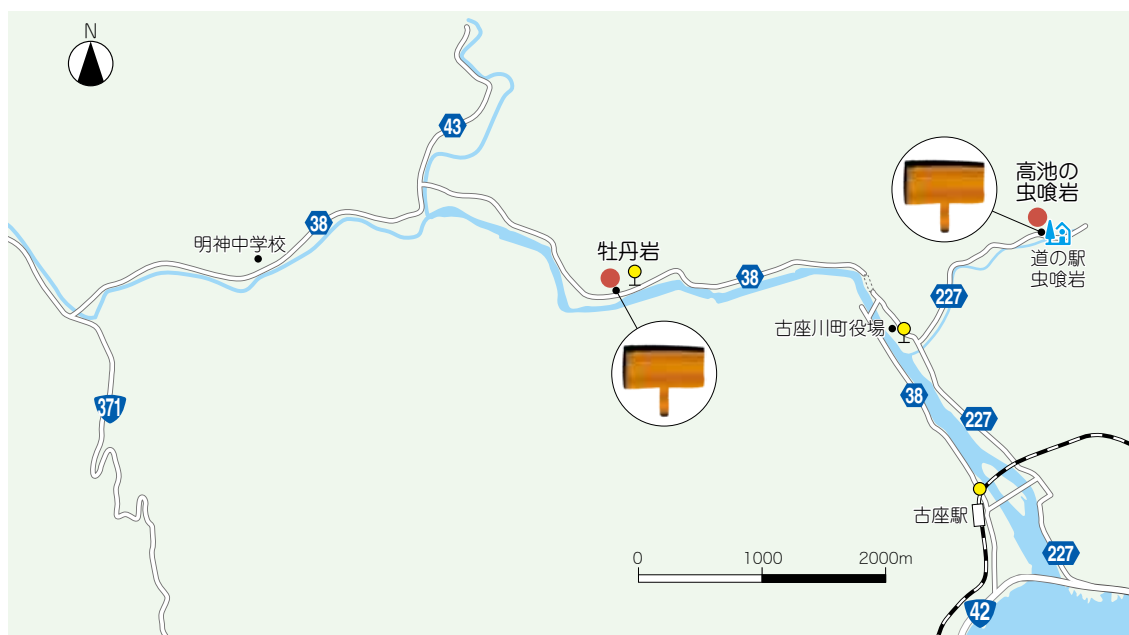 N
43
高池の
虫喰岩
38
明神中学校
道の駅
虫喰岩
牡丹岩
38
227
古座川町役場
371
38
227
古座駅
227
0 1000 2000m
42